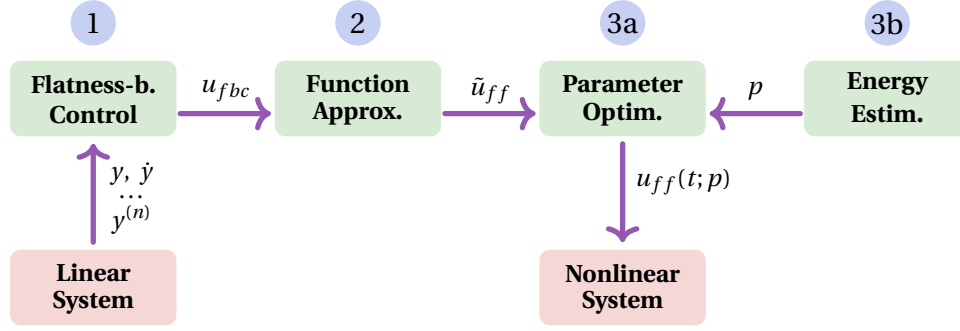 1
2
3a
3b
Flatness-b.
Control
u_{fbc}
Function
Approx.
ũ_{ff}
Parameter
Optim.
p
Energy
Estim.
y, ẏ
...
y^{(n)}
u_{ff}(t; p)
Linear
System
Nonlinear
System